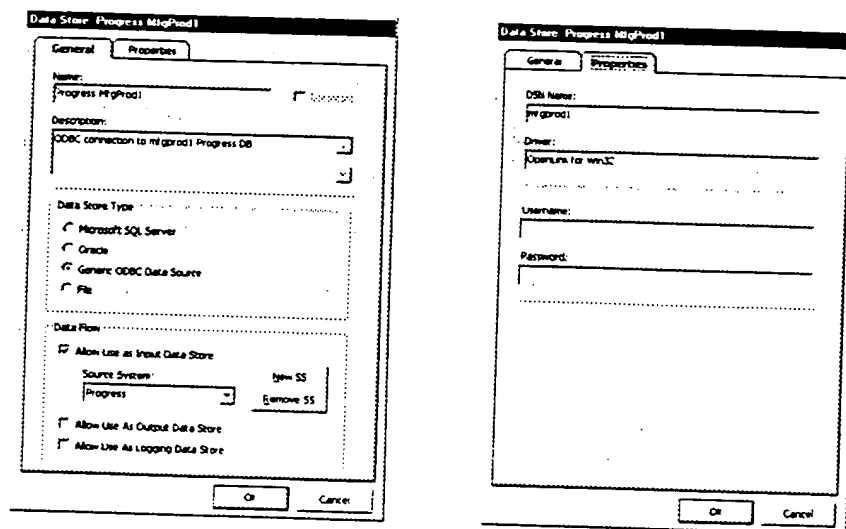 Data Store: Progress MfgProd1
General
Properties
Name:
Progress MfgProd1
Description:
ODBC connection to mfgprod1 Progress DB
Data Store Type
Microsoft SQL Server
Oracle
Generic ODBC Data Source
File
Data Flow
Allow Use as Input Data Store
Source System:
New SS
Progress
Remove SS
Allow Use As Output Data Store
Allow Use As Logging Data Store
OK
Cancel
Data Store: Progress MfgProd1
General
Properties
DSN Name:
mfgprod1
Driver:
OpenLink for Win32
Username:
Password:
OK
Cancel